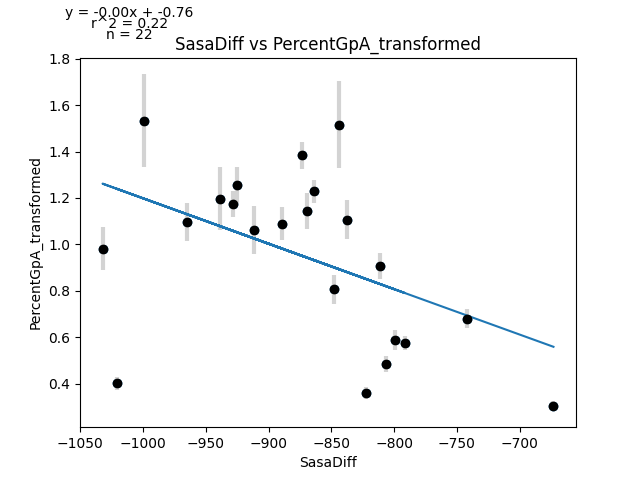 y = -0.00x + -0.76
r^2 = 0.22
n = 22
SasaDiff vs PercentGpA_transformed
1.8
1.6
1.4
1.2
1.0
0.8
0.6
0.4
PercentGpA_transformed
−1050
−1000
−950
−900
−850
−800
−750
−700
SasaDiff